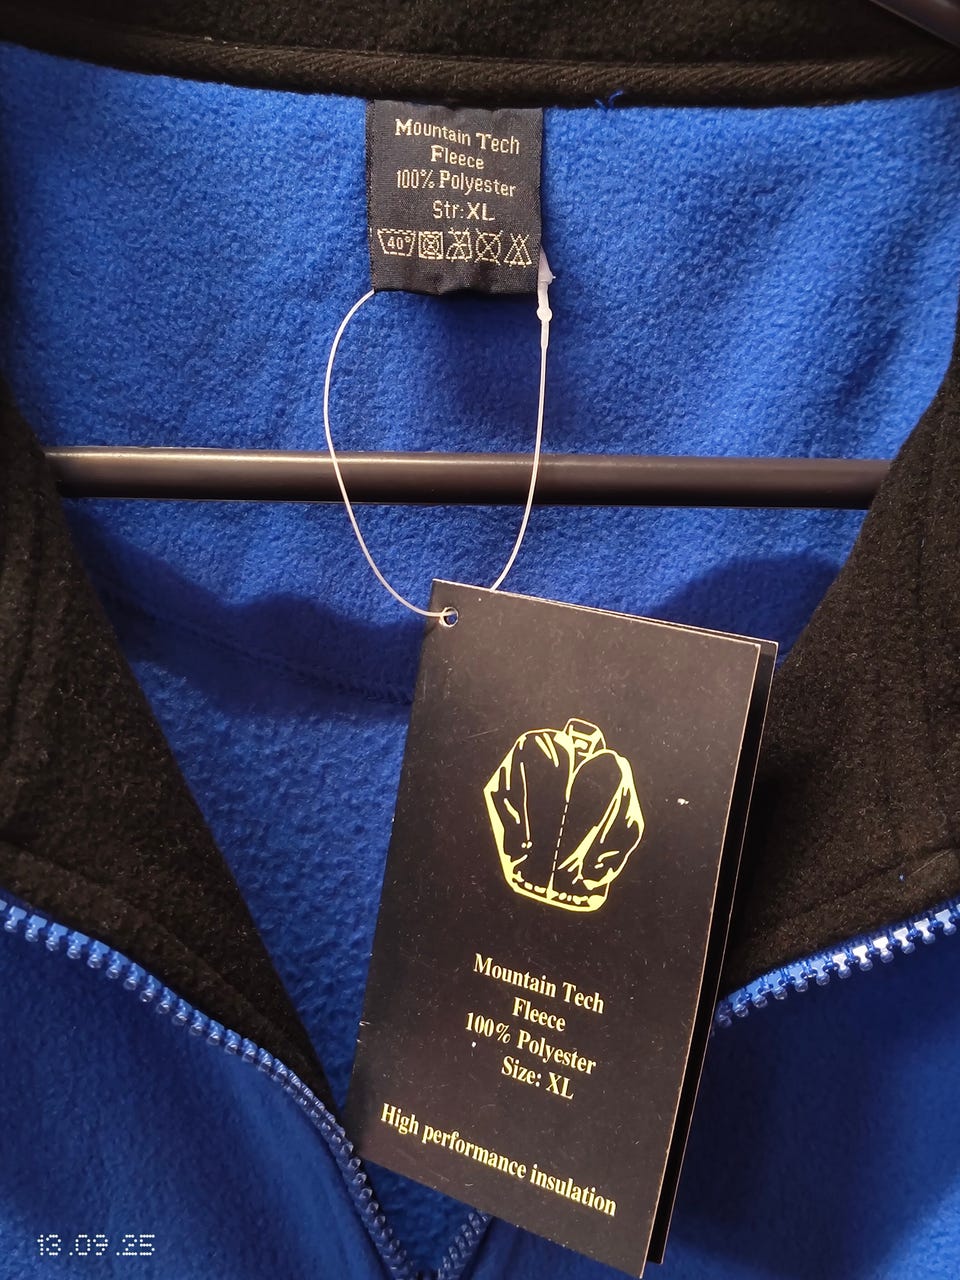 Mountain Tech
Fleece
100% Polyester
Str: XL
40°
Mountain Tech
Fleece
100% Polyester
Size: XL
High performance insulation
13.09.25